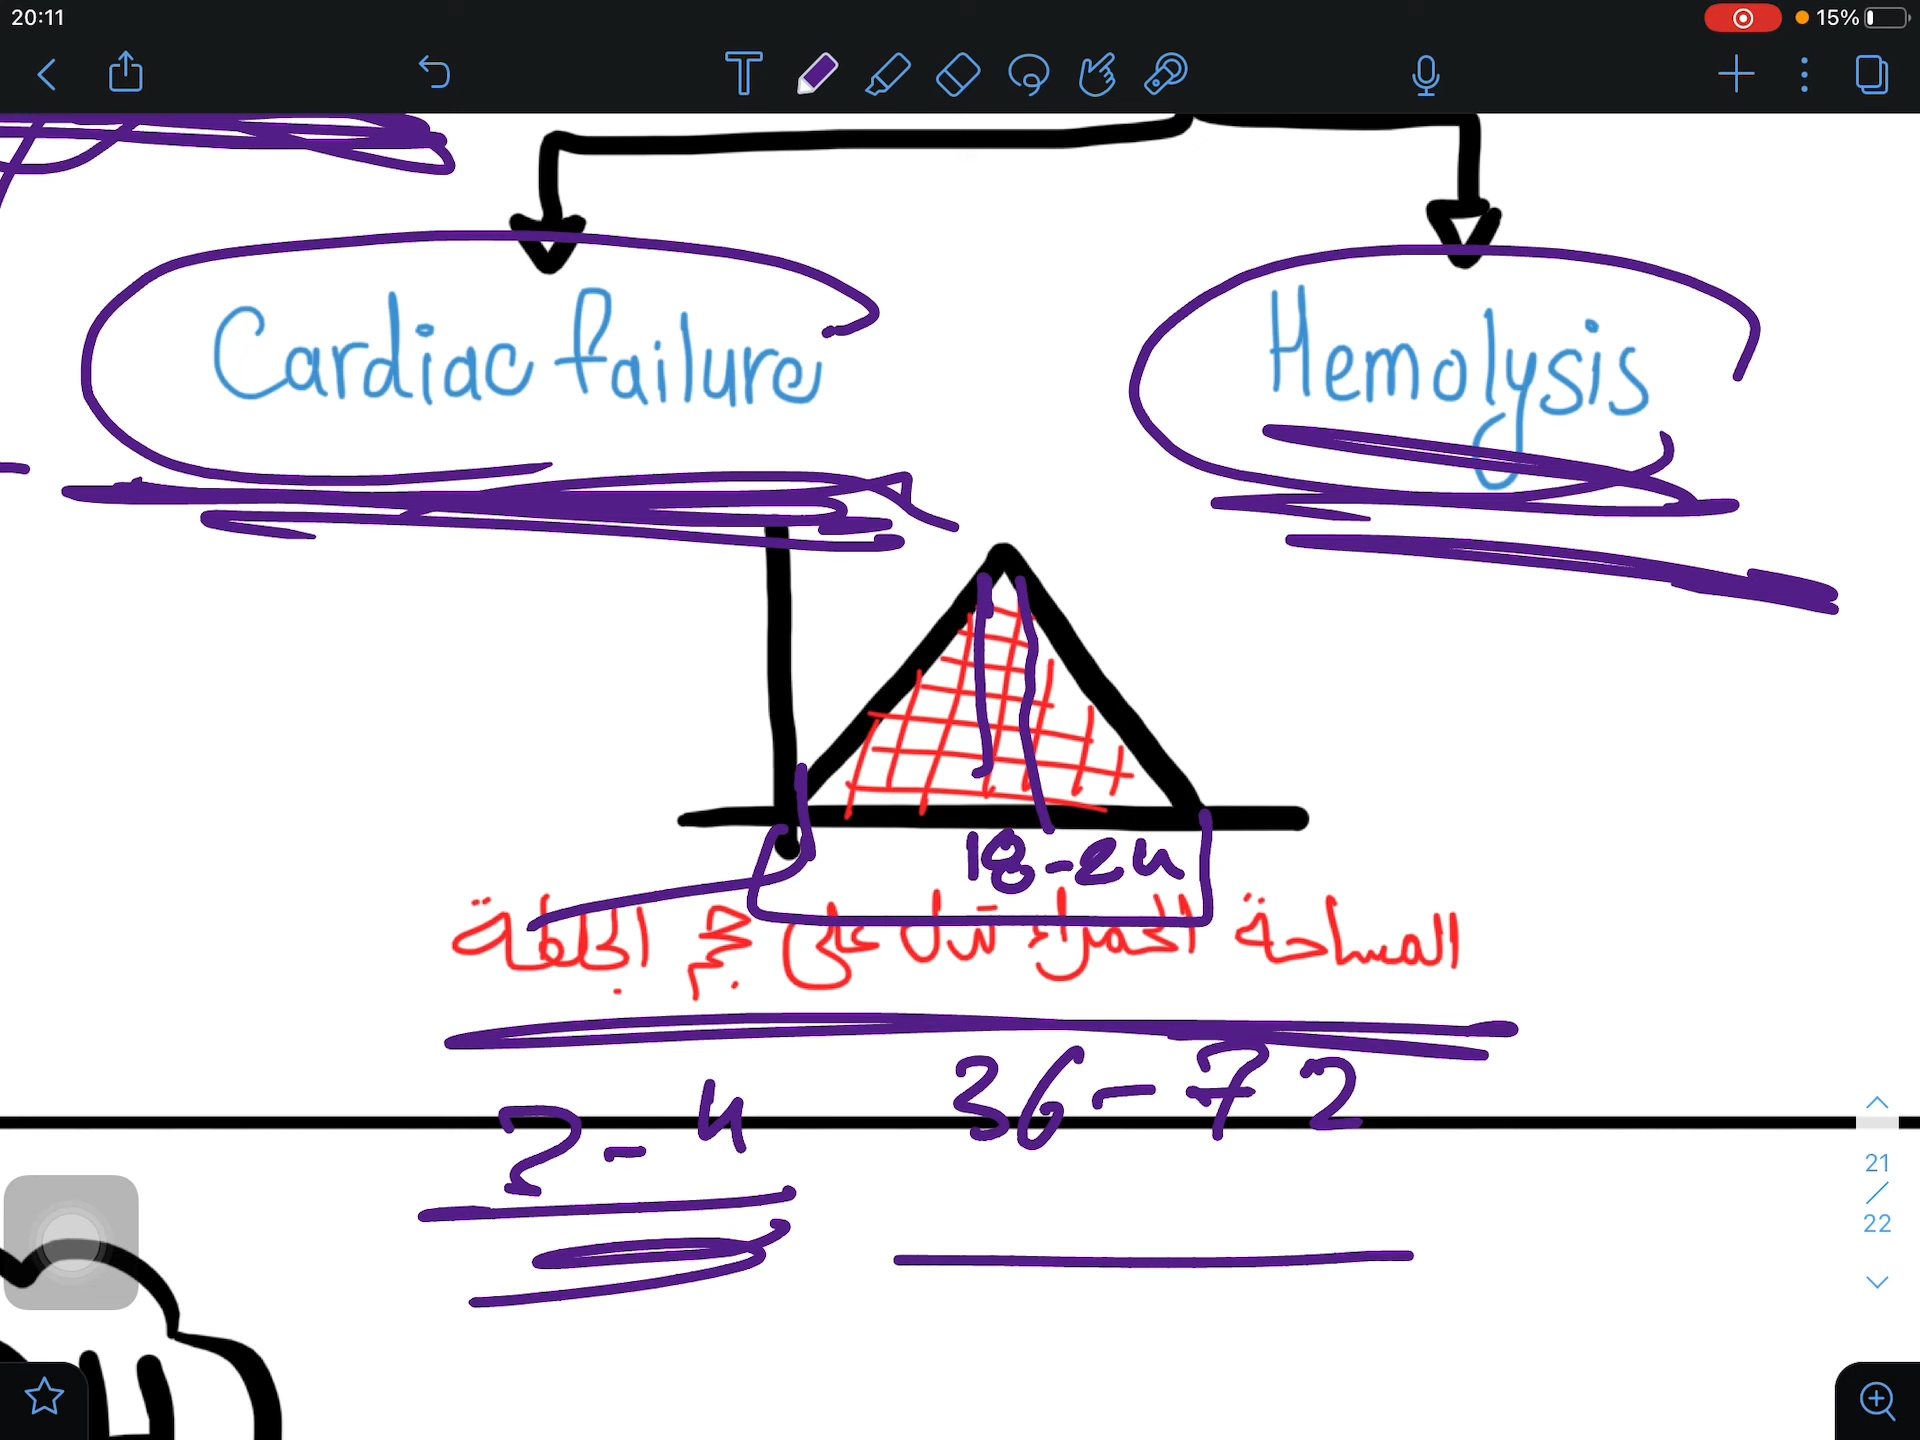 20:11
15%
Cardiac failure
Hemolysis
18-24
المساحة الحمراء تدل على حجم الجلطة
2-4
36-72
21
/
22